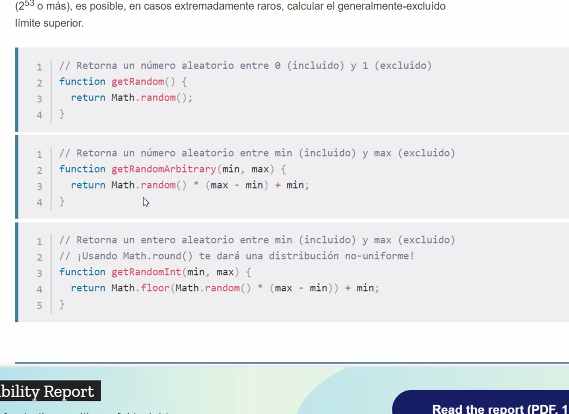 (2⁵³ o más), es posible, en casos extremadamente raros, calcular el generalmente-excluído
límite superior.
1 // Retorna un número aleatorio entre 0 (incluido) y 1 (excluido)
2 function getRandom() {
3   return Math.random();
4 }
1 // Retorna un número aleatorio entre min (incluido) y max (excluido)
2 function getRandomArbitrary(min, max) {
3   return Math.random() * (max - min) + min;
4 }
1 // Retorna un entero aleatorio entre min (incluido) y max (excluido)
2 // ¡Usando Math.round() te dará una distribución no-uniforme!
3 function getRandomInt(min, max) {
4   return Math.floor(Math.random() * (max - min)) + min;
5 }
bility Report
Read the report (PDF, 1